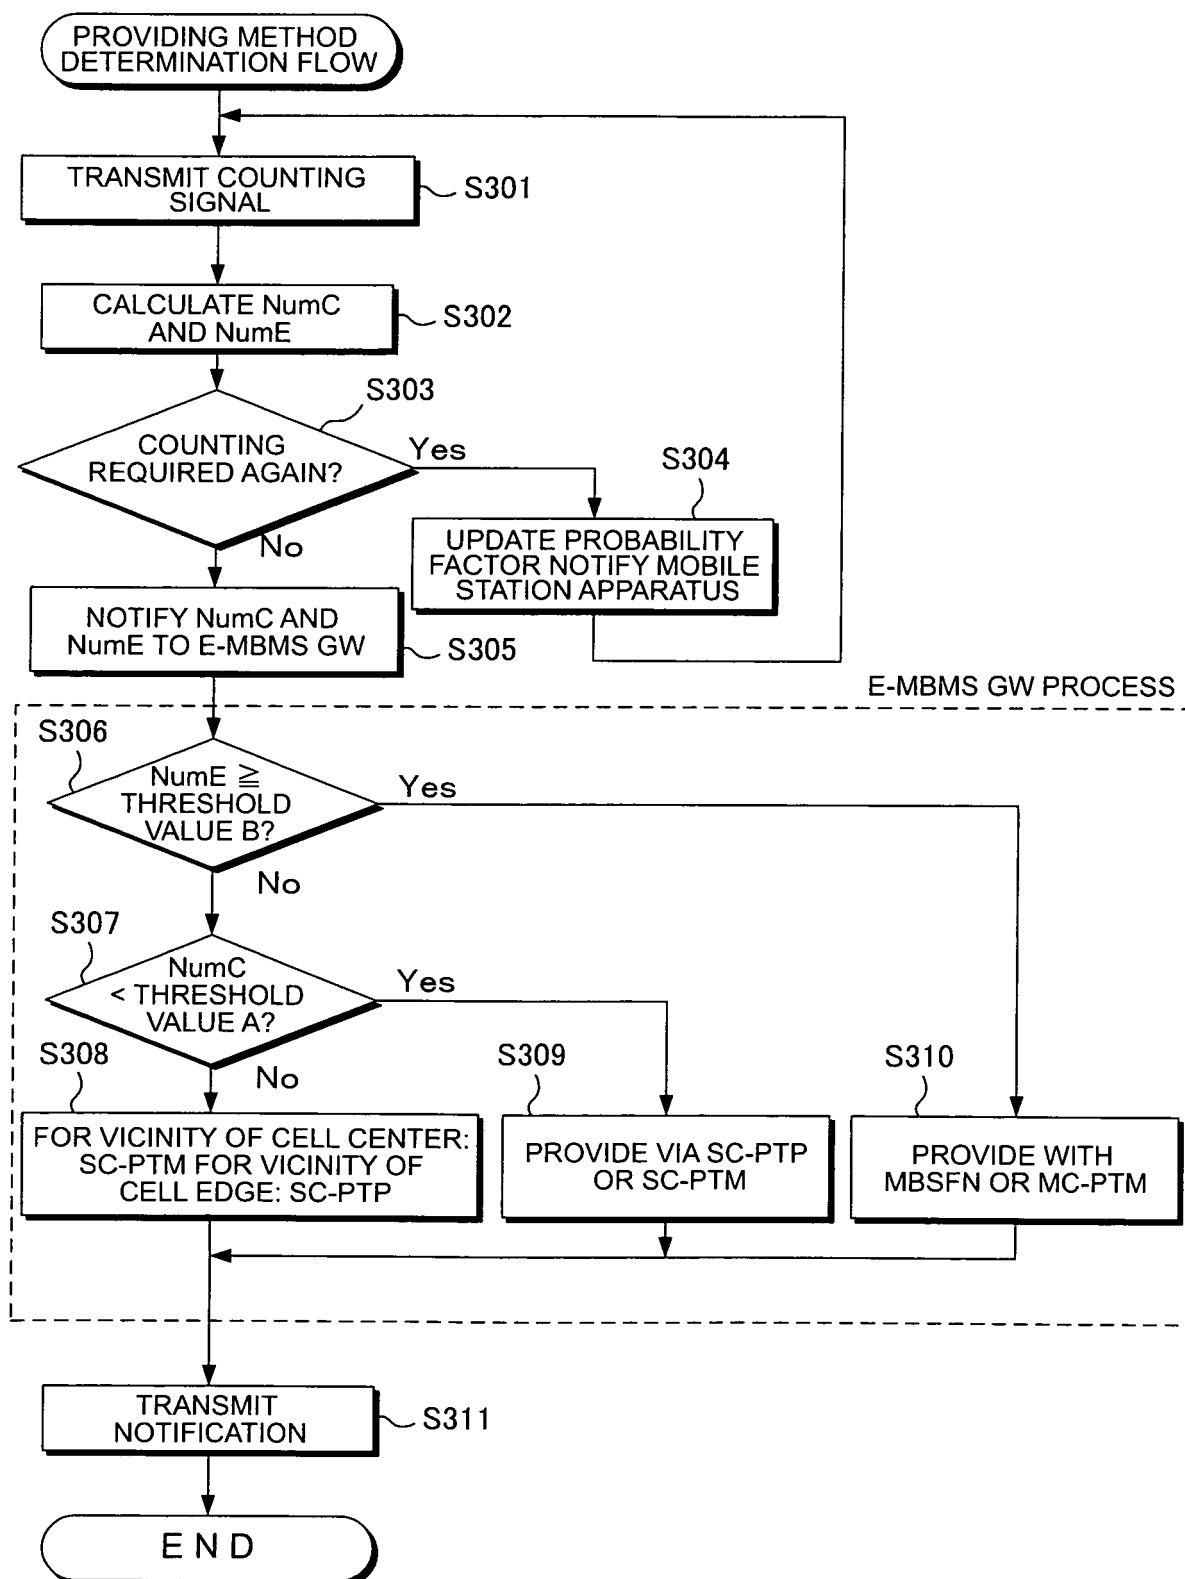 PROVIDING METHOD
DETERMINATION FLOW
TRANSMIT COUNTING
SIGNAL
S301
CALCULATE NumC
AND NumE
S302
S303
COUNTING
REQUIRED AGAIN?
Yes
No
S304
UPDATE PROBABILITY
FACTOR NOTIFY MOBILE
STATION APPARATUS
NOTIFY NumC AND
NumE TO E-MBMS GW
S305
E-MBMS GW PROCESS
S306
NumE ≧
THRESHOLD
VALUE B?
Yes
No
S307
NumC
< THRESHOLD
VALUE A?
Yes
No
S308
FOR VICINITY OF CELL CENTER:
SC-PTM FOR VICINITY OF
CELL EDGE: SC-PTP
S309
PROVIDE VIA SC-PTP
OR SC-PTM
S310
PROVIDE WITH
MBSFN OR MC-PTM
TRANSMIT
NOTIFICATION
S311
END